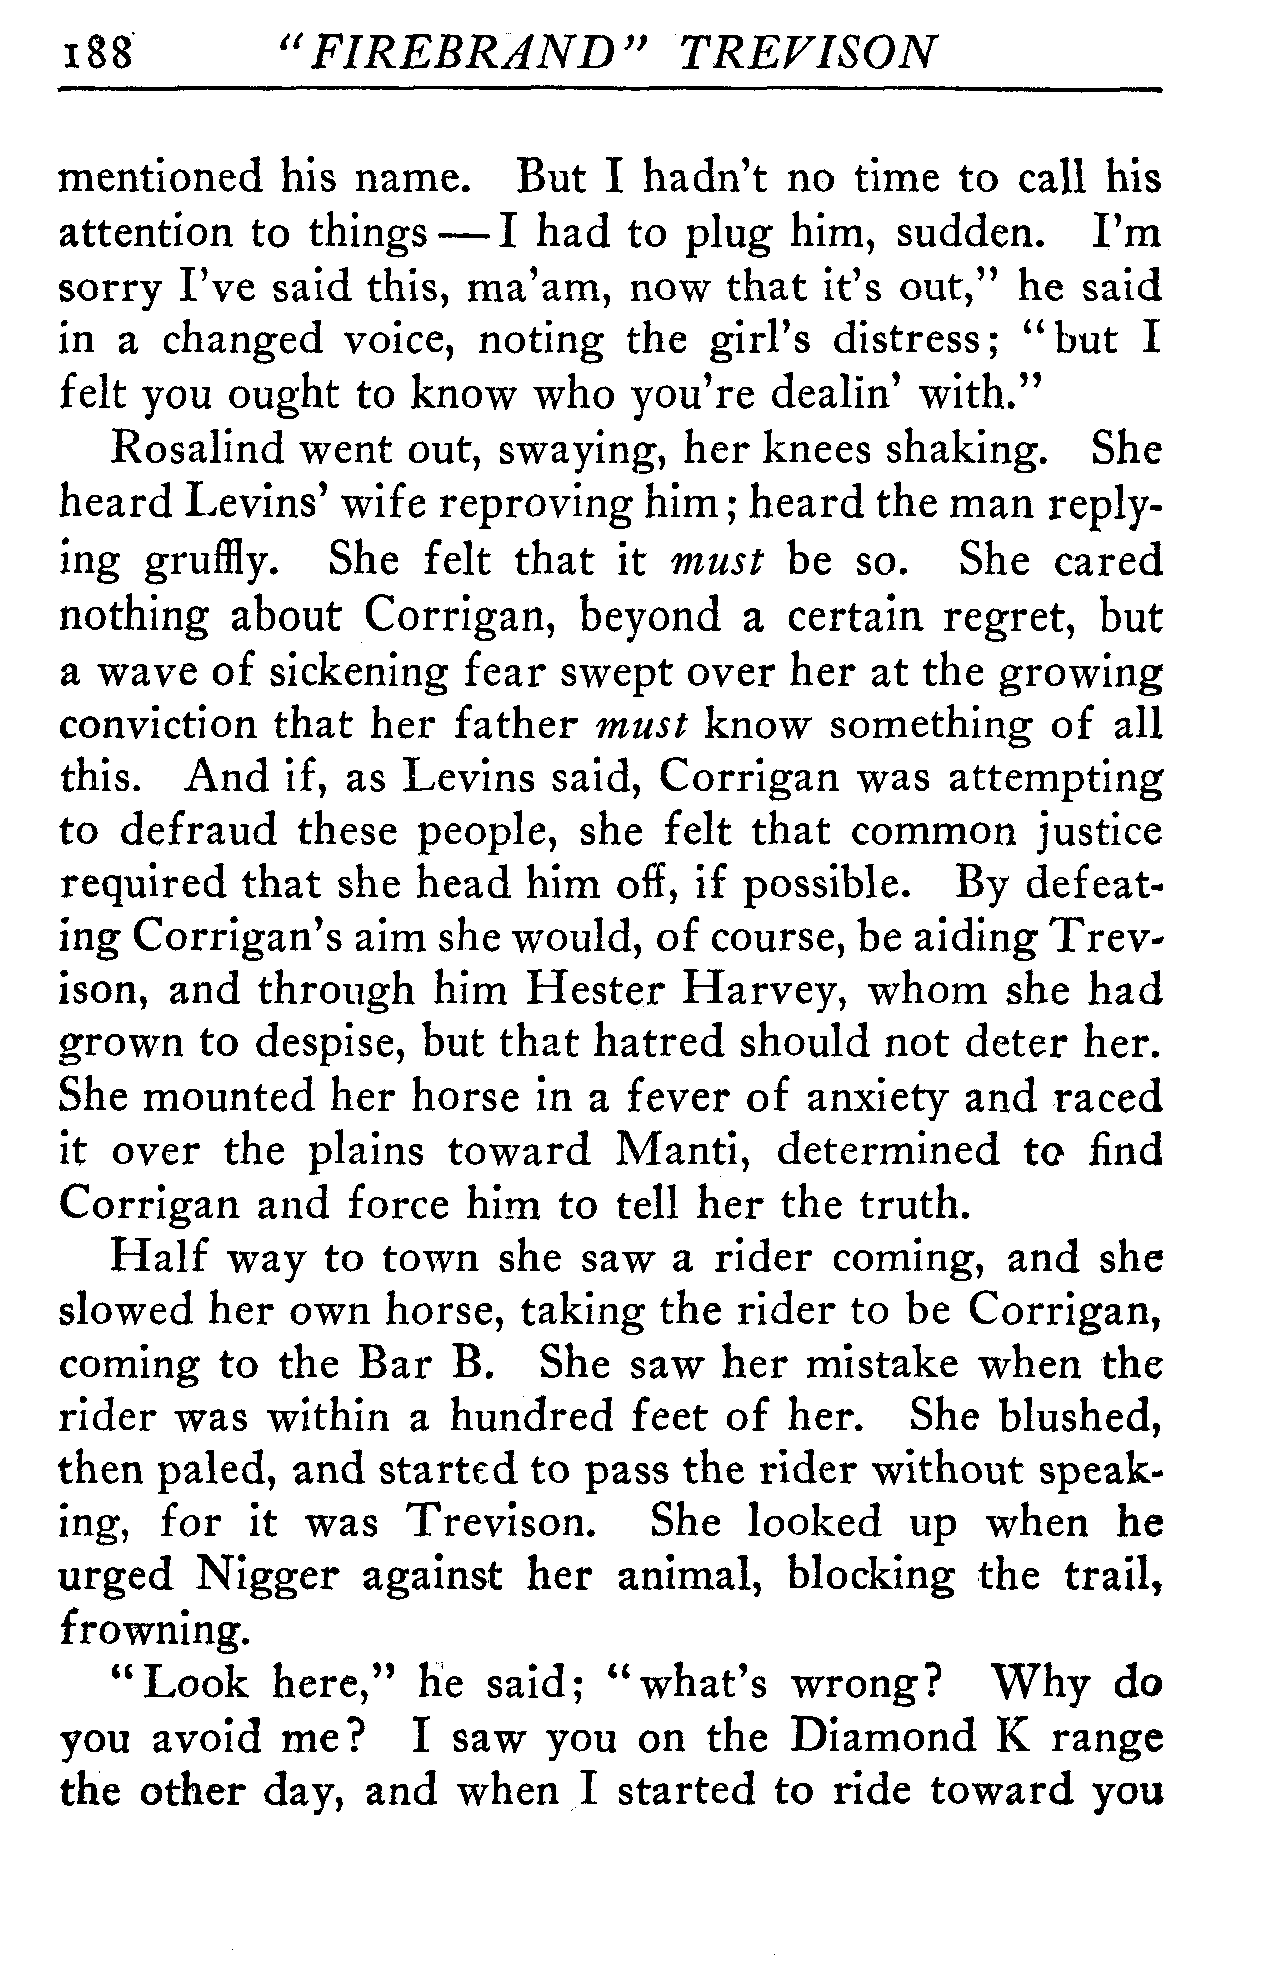 188 "FIREBRAND" TREVISON
mentioned his name. But I hadn't no time to call his
attention to things — I had to plug him, sudden. I'm
sorry I've said this, ma'am, now that it's out," he said
in a changed voice, noting the girl's distress; "but I
felt you ought to know who you're dealin' with."
Rosalind went out, swaying, her knees shaking. She
heard Levins' wife reproving him; heard the man reply-
ing gruffly. She felt that it must be so. She cared
nothing about Corrigan, beyond a certain regret, but
a wave of sickening fear swept over her at the growing
conviction that her father must know something of all
this. And if, as Levins said, Corrigan was attempting
to defraud these people, she felt that common justice
required that she head him off, if possible. By defeat-
ing Corrigan's aim she would, of course, be aiding Trev-
ison, and through him Hester Harvey, whom she had
grown to despise, but that hatred should not deter her.
She mounted her horse in a fever of anxiety and raced
it over the plains toward Manti, determined to find
Corrigan and force him to tell her the truth.
Half way to town she saw a rider coming, and she
slowed her own horse, taking the rider to be Corrigan,
coming to the Bar B. She saw her mistake when the
rider was within a hundred feet of her. She blushed,
then paled, and started to pass the rider without speak-
ing, for it was Trevison. She looked up when he
urged Nigger against her animal, blocking the trail,
frowning.
"Look here," he said; "what's wrong? Why do
you avoid me? I saw you on the Diamond K range
the other day, and when I started to ride toward you